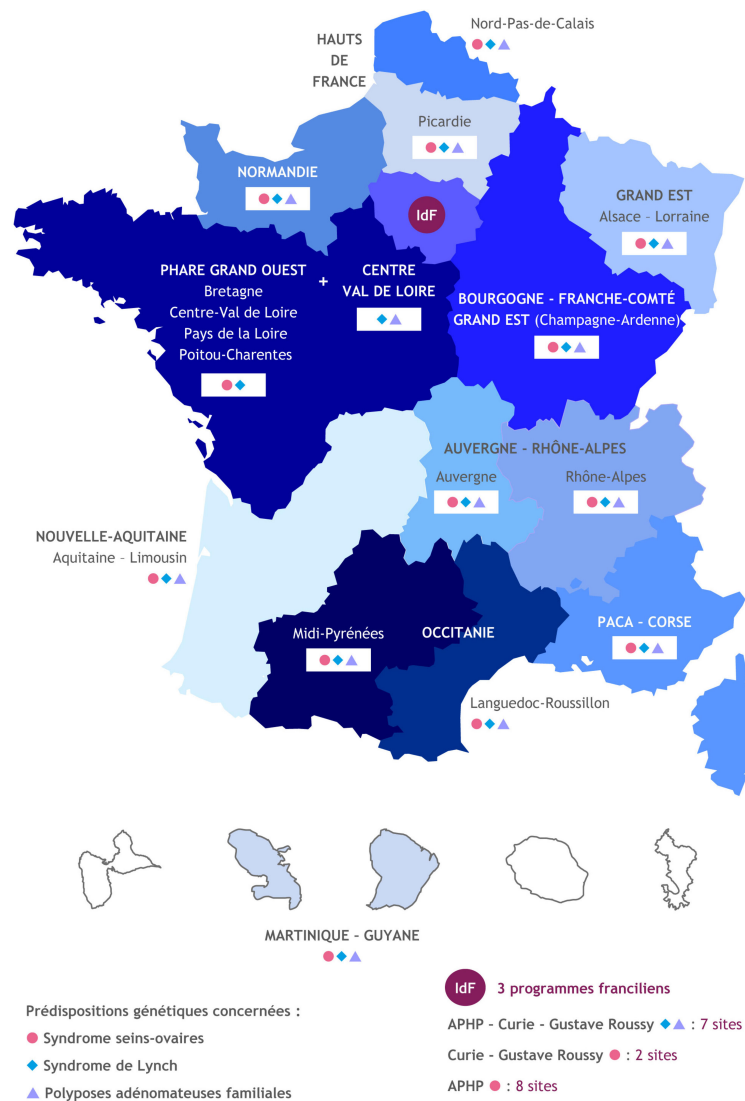 Nord-Pas-de-Calais
HAUTS
DE
FRANCE
Picardie
NORMANDIE
IdF
GRAND EST
Alsace - Lorraine
PHARE GRAND OUEST
Bretagne
Centre-Val de Loire
Pays de la Loire
Poitou-Charentes
+
CENTRE
VAL DE LOIRE
BOURGOGNE - FRANCHE-COMTÉ
GRAND EST (Champagne-Ardenne)
AUVERGNE - RHÔNE-ALPES
Auvergne
Rhône-Alpes
NOUVELLE-AQUITAINE
Aquitaine - Limousin
Midi-Pyrénées
OCCITANIE
PACA - CORSE
Languedoc-Roussillon
MARTINIQUE - GUYANE
Prédispositions génétiques concernées :
Syndrome seins-ovaires
Syndrome de Lynch
Polyposes adénomateuses familiales
IdF 3 programmes franciliens
APHP - Curie - Gustave Roussy : 7 sites
Curie - Gustave Roussy : 2 sites
APHP : 8 sites